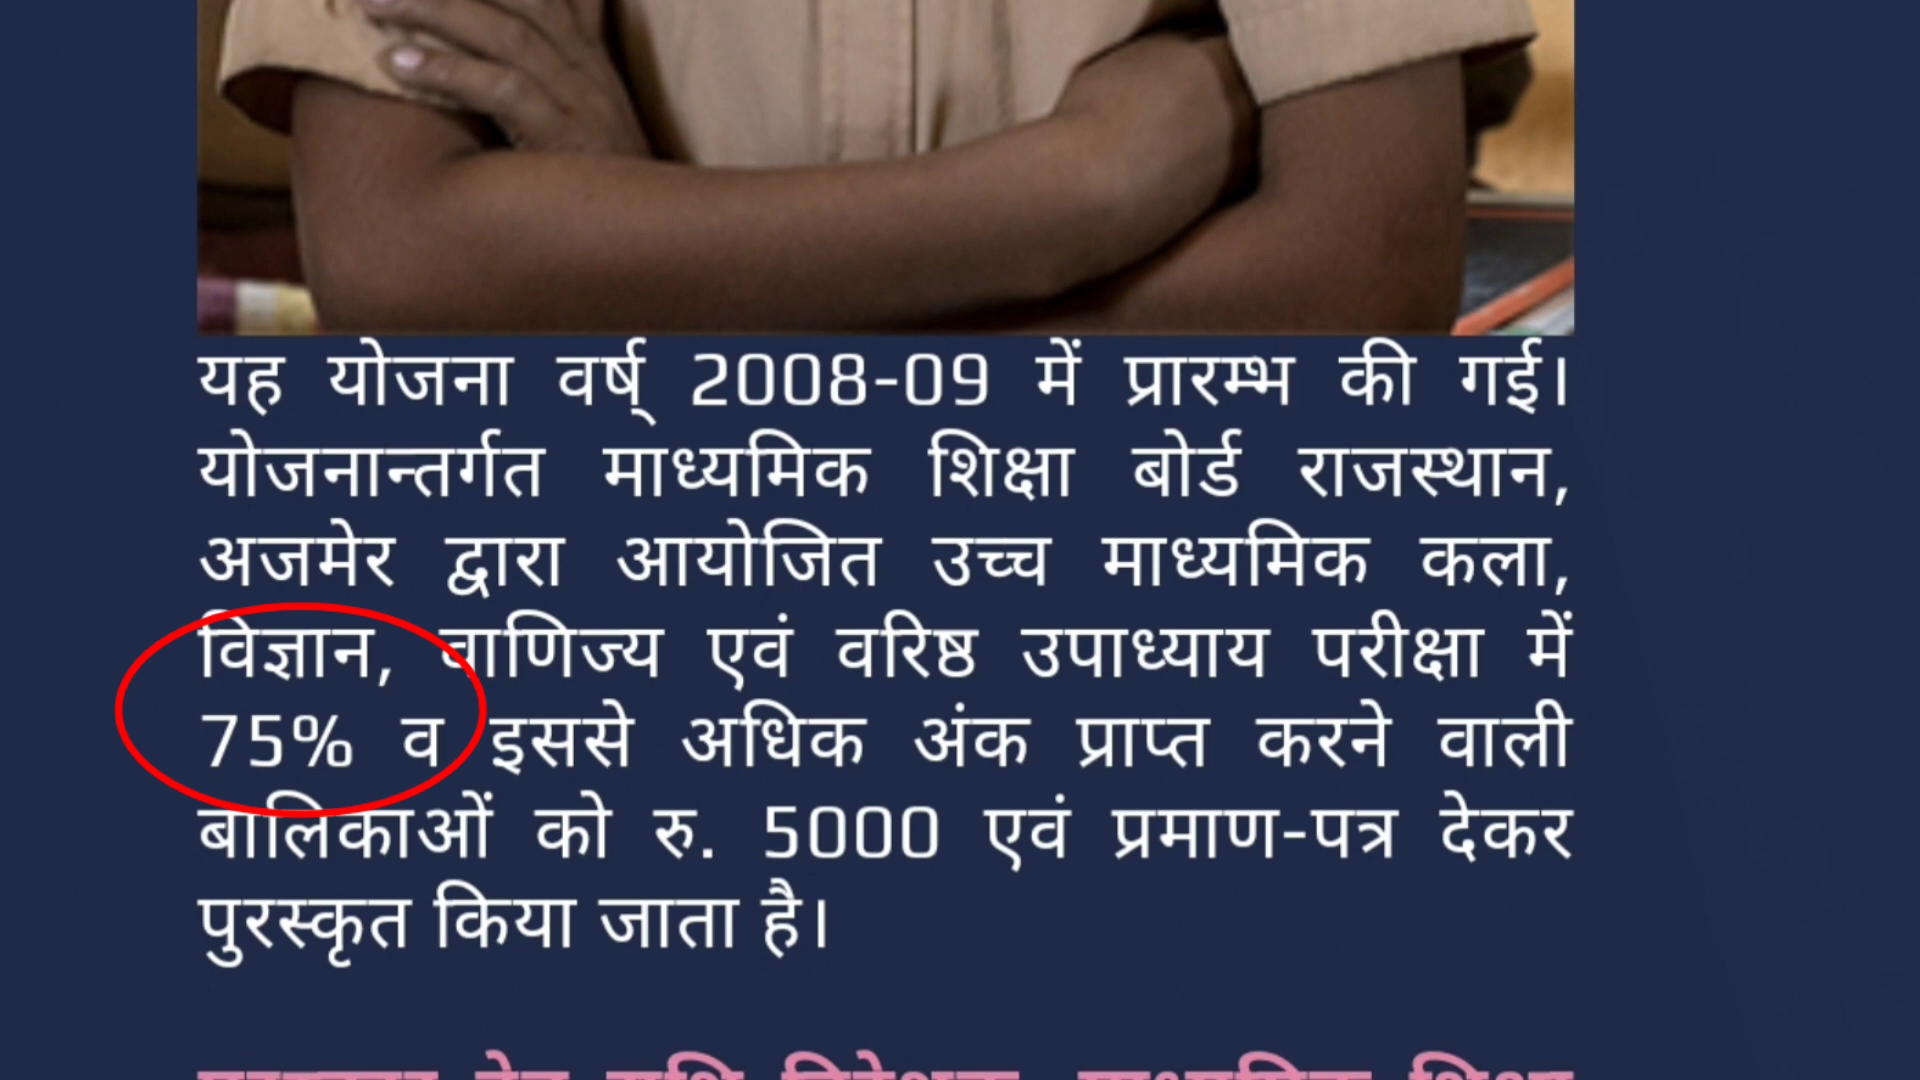 यह योजना वर्ष् 2008-09 में प्रारम्भ की गई।
योजनान्तर्गत माध्यमिक शिक्षा बोर्ड राजस्थान,
अजमेर द्वारा आयोजित उच्च माध्यमिक कला,
विज्ञान, वाणिज्य एवं वरिष्ठ उपाध्याय परीक्षा में
75% व इससे अधिक अंक प्राप्त करने वाली
बालिकाओं को रु. 5000 एवं प्रमाण-पत्र देकर
पुरस्कृत किया जाता है।